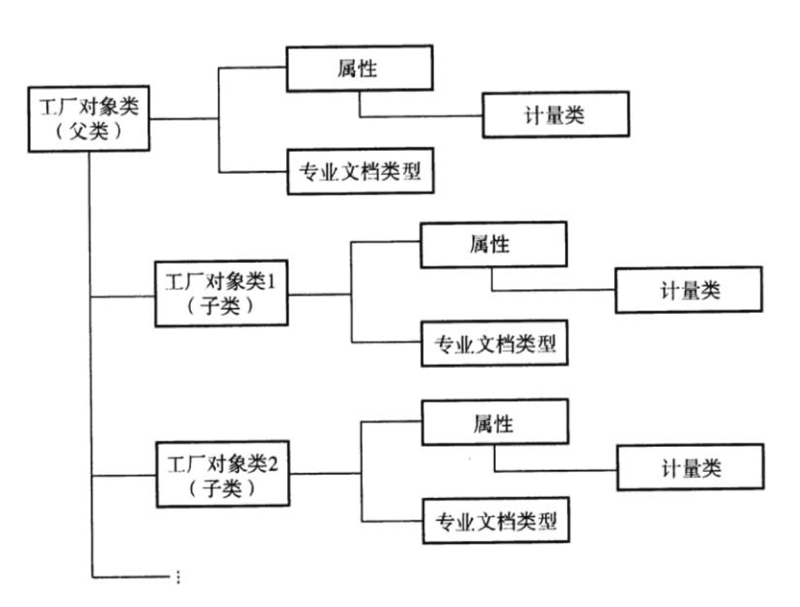 属性
工厂对象类
（父类）
计量类
专业文档类型
属性
工厂对象类1
（子类）
计量类
专业文档类型
属性
工厂对象类2
（子类）
计量类
专业文档类型
⋮